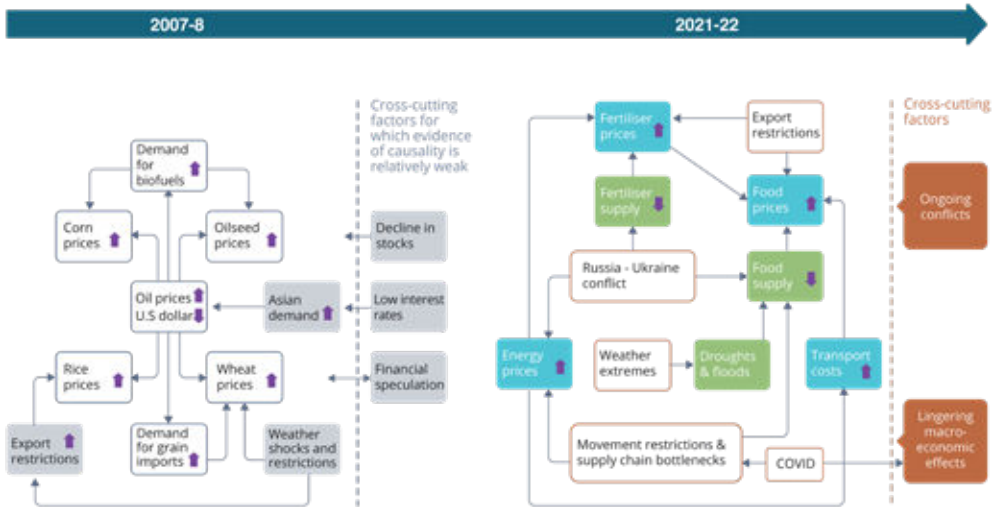 2007-8
2021-22
Cross-cutting
factors for
which evidence
of causality is
relatively weak
Demand
for
biofuels
Corn
prices
Oilseed
prices
Decline in
stocks
Oil prices
U.S dollar
Asian
demand
Low interest
rates
Rice
prices
Wheat
prices
Financial
speculation
Export
restrictions
Demand
for grain
imports
Weather
shocks and
restrictions
Cross-cutting
factors
Fertiliser
prices
Export
restrictions
Fertiliser
supply
Food
prices
Ongoing
conflicts
Russia - Ukraine
conflict
Food
supply
Energy
prices
Weather
extremes
Droughts
& floods
Transport
costs
Movement restrictions &
supply chain bottlenecks
COVID
Lingering
macro-
economic
effects